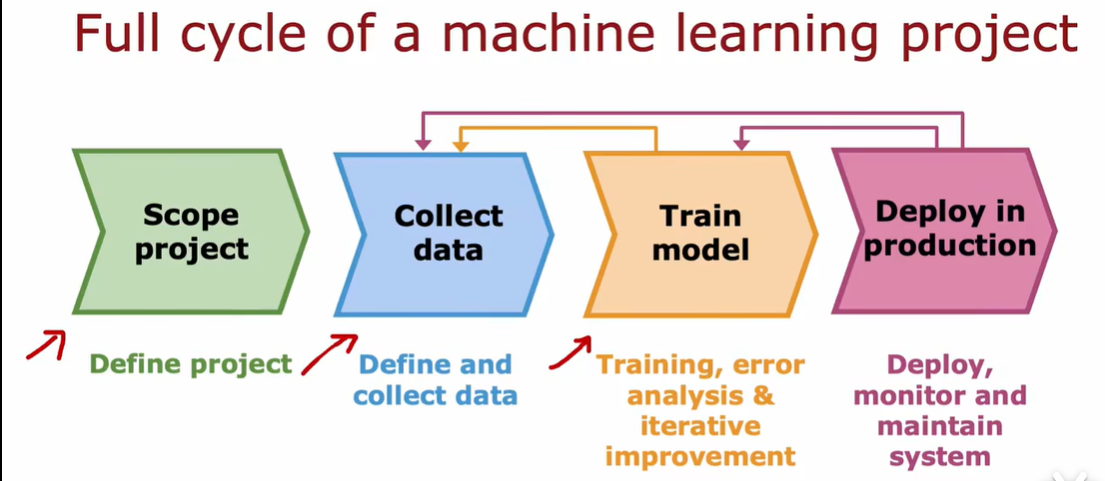 Full cycle of a machine learning project
Scope
project
Collect
data
Train
model
Deploy in
production
Define project
Define and
collect data
Training, error
analysis &
iterative
improvement
Deploy,
monitor and
maintain
system